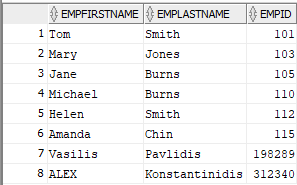 EMPFIRSTNAME EMPLASTNAME EMPID
1 Tom Smith 101
2 Mary Jones 103
3 Jane Burns 105
4 Michael Burns 110
5 Helen Smith 112
6 Amanda Chin 115
7 Vasilis Pavlidis 198289
8 ALEX Konstantinidis 312340